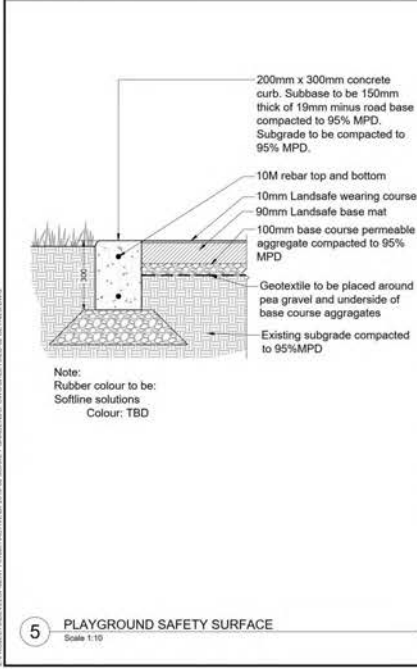 200mm x 300mm concrete
curb. Subbase to be 150mm
thick of 19mm minus road base
compacted to 95% MPD.
Subgrade to be compacted to
95% MPD.
10M rebar top and bottom
10mm Landsafe wearing course
90mm Landsafe base mat
100mm base course permeable
aggregate compacted to 95%
MPD
300
Geotextile to be placed around
pea gravel and underside of
base course aggragates
Existing subgrade compacted
to 95%MPD
Note:
Rubber colour to be:
Softline solutions
Colour: TBD
5 PLAYGROUND SAFETY SURFACE
Scale 1:10